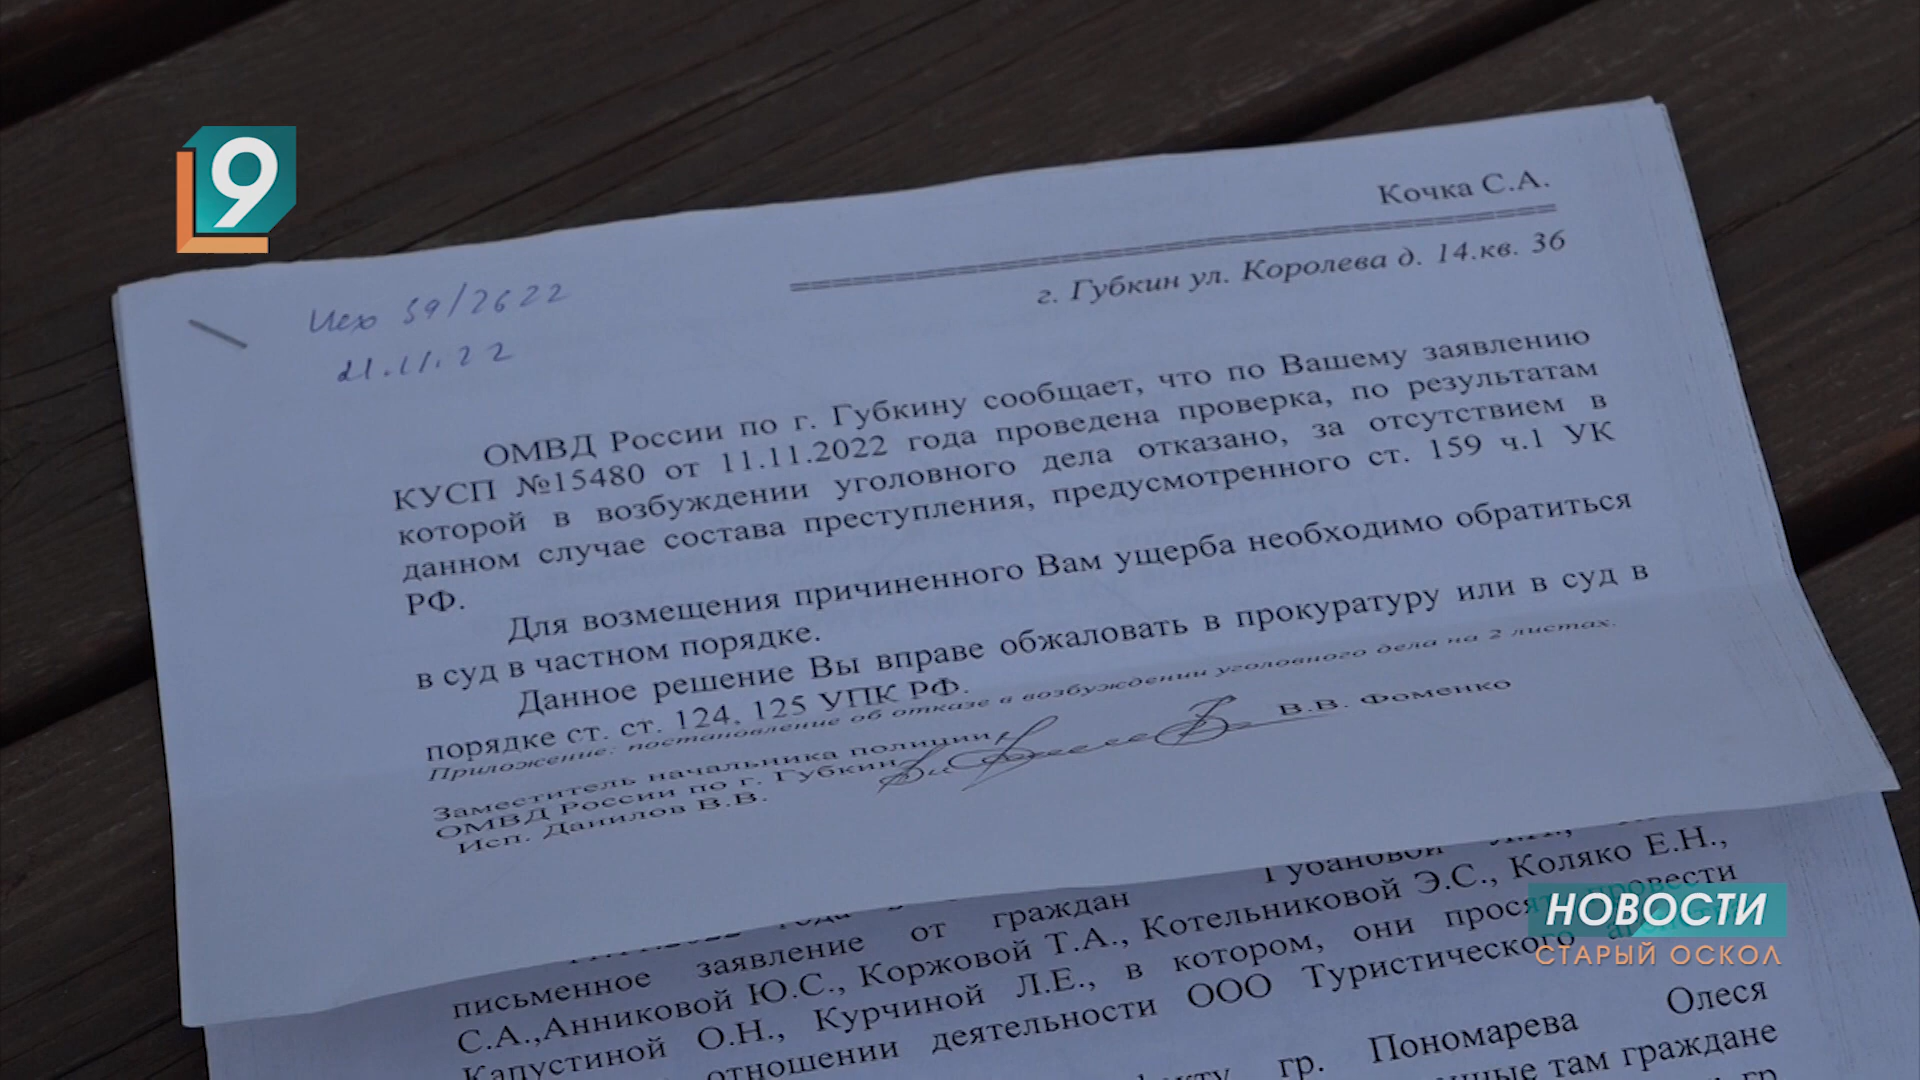 9
Кочка С.А.
г. Губкин ул. Королева д. 14.кв. 36
Исх 59/2622
21.11.22
ОМВД России по г. Губкину сообщает, что по Вашему заявлению
КУСП №15480 от 11.11.2022 года проведена проверка, по результатам
которой в возбуждении уголовного дела отказано, за отсутствием в
данном случае состава преступления, предусмотренного ст. 159 ч.1 УК
РФ.
Для возмещения причиненного Вам ущерба необходимо обратиться
в суд в частном порядке.
Данное решение Вы вправе обжаловать в прокуратуру или в суд в
порядке ст. ст. 124, 125 УПК РФ.
Приложение: постановление об отказе в возбуждении уголовного дела на 2 листах.
Заместитель начальника полиции
ОМВД России по г. Губкин В.В. Фоменко
Исп. Данилов В.В.
года Губановой
письменное заявление от граждан
С.А.,Анниковой Ю.С., Коржовой Т.А., Котельниковой Э.С., Коляко Е.Н.,
Капустиной О.Н., Курчиной Л.Е., в котором, они просят провести
отношении деятельности ООО Туристического
гр. Пономарева Олеся
там граждане
гр
НОВОСТИ
СТАРЫЙ ОСКОЛ